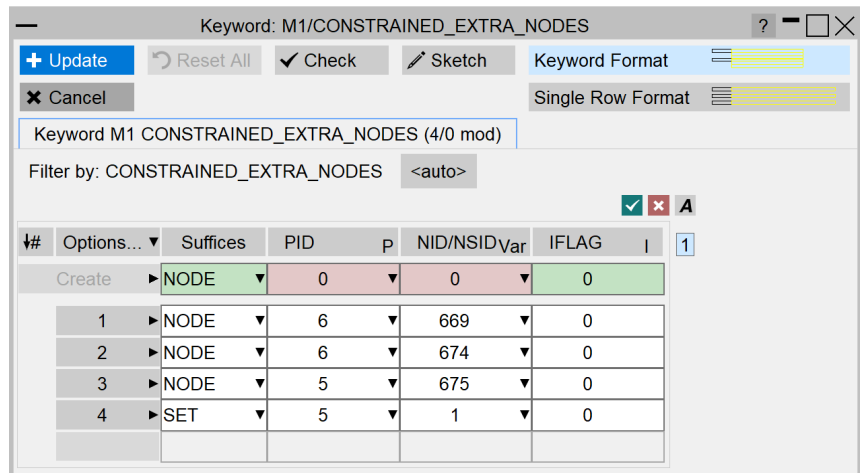 Keyword: M1/CONSTRAINED_EXTRA_NODES ?
Update Reset All Check Sketch Keyword Format
Cancel Single Row Format
Keyword M1 CONSTRAINED_EXTRA_NODES (4/0 mod)
Filter by: CONSTRAINED_EXTRA_NODES <auto>
A
# Options... Suffices PID P NID/NSID Var IFLAG I 1
Create NODE 0 0 0
1 NODE 6 669 0
2 NODE 6 674 0
3 NODE 5 675 0
4 SET 5 1 0